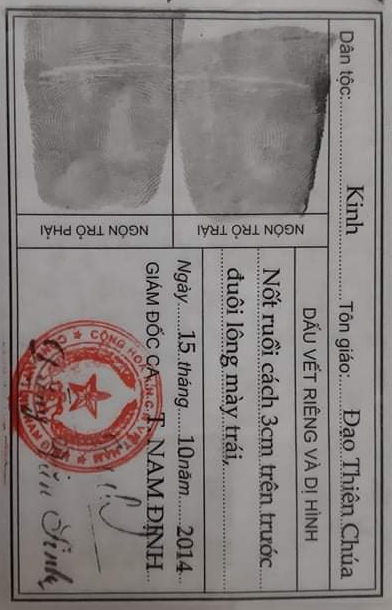 Dân tộc: Kinh Tôn giáo: Đạo Thiên Chúa
NGÓN TRỎ TRÁI
NGÓN TRỎ PHẢI
DẤU VẾT RIÊNG VÀ DỊ HÌNH
Nốt ruồi cách 3cm trên trước
đuôi lông mày trái,
Ngày 15 tháng 10 năm 2014
GIÁM ĐỐC CA T. NAM ĐỊNH